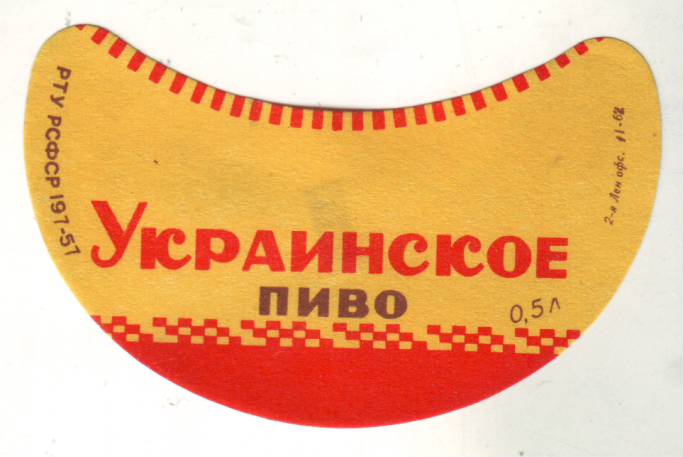 РТУ РСФСР 197-57
2-я Лен офс. 11-62
УКРАИНСКОЕ
ПИВО
0,5 л